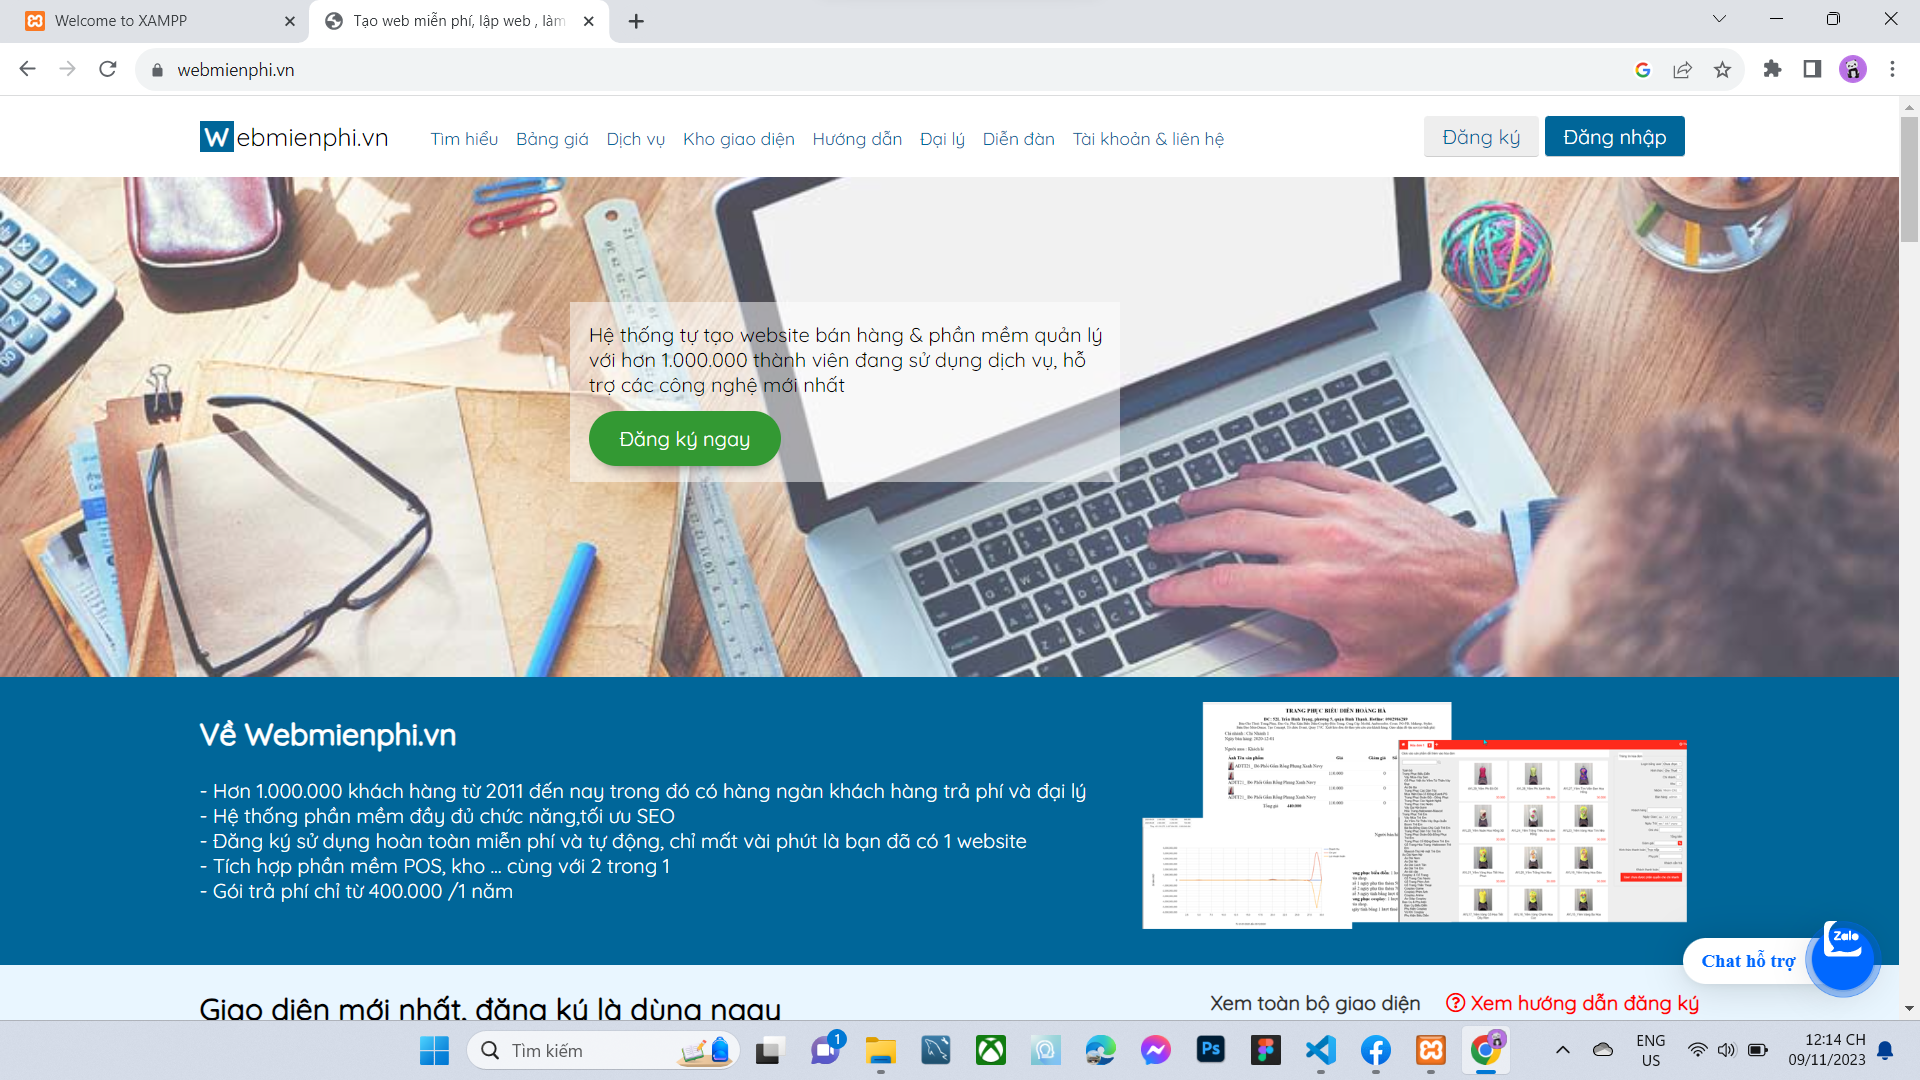 Welcome to XAMPP
Tạo web miễn phí, lập web , làm
webmienphi.vn
Webmienphi.vn
Tìm hiểu
Bảng giá
Dịch vụ
Kho giao diện
Hướng dẫn
Đại lý
Diễn đàn
Tài khoản & liên hệ
Đăng ký
Đăng nhập
Hệ thống tự tạo website bán hàng & phần mềm quản lý
với hơn 1.000.000 thành viên đang sử dụng dịch vụ, hỗ
trợ các công nghệ mới nhất
Đăng ký ngay
Về Webmienphi.vn
- Hơn 1.000.000 khách hàng từ 2011 đến nay trong đó có hàng ngàn khách hàng trả phí và đại lý
- Hệ thống phần mềm đầy đủ chức năng,tối ưu SEO
- Đăng ký sử dụng hoàn toàn miễn phí và tự động, chỉ mất vài phút là bạn đã có 1 website
- Tích hợp phần mềm POS, kho ... cùng với 2 trong 1
- Gói trả phí chỉ từ 400.000 /1 năm
TRANG PHỤC BIỂU DIỄN HOÀNG HÀ
Zalo
Chat hỗ trợ
Giao diện mới nhất, đăng ký là dùng ngay
Xem toàn bộ giao diện
Xem hướng dẫn đăng ký
Tìm kiếm
1
Ps
ENG
US
12:14 CH
09/11/2023